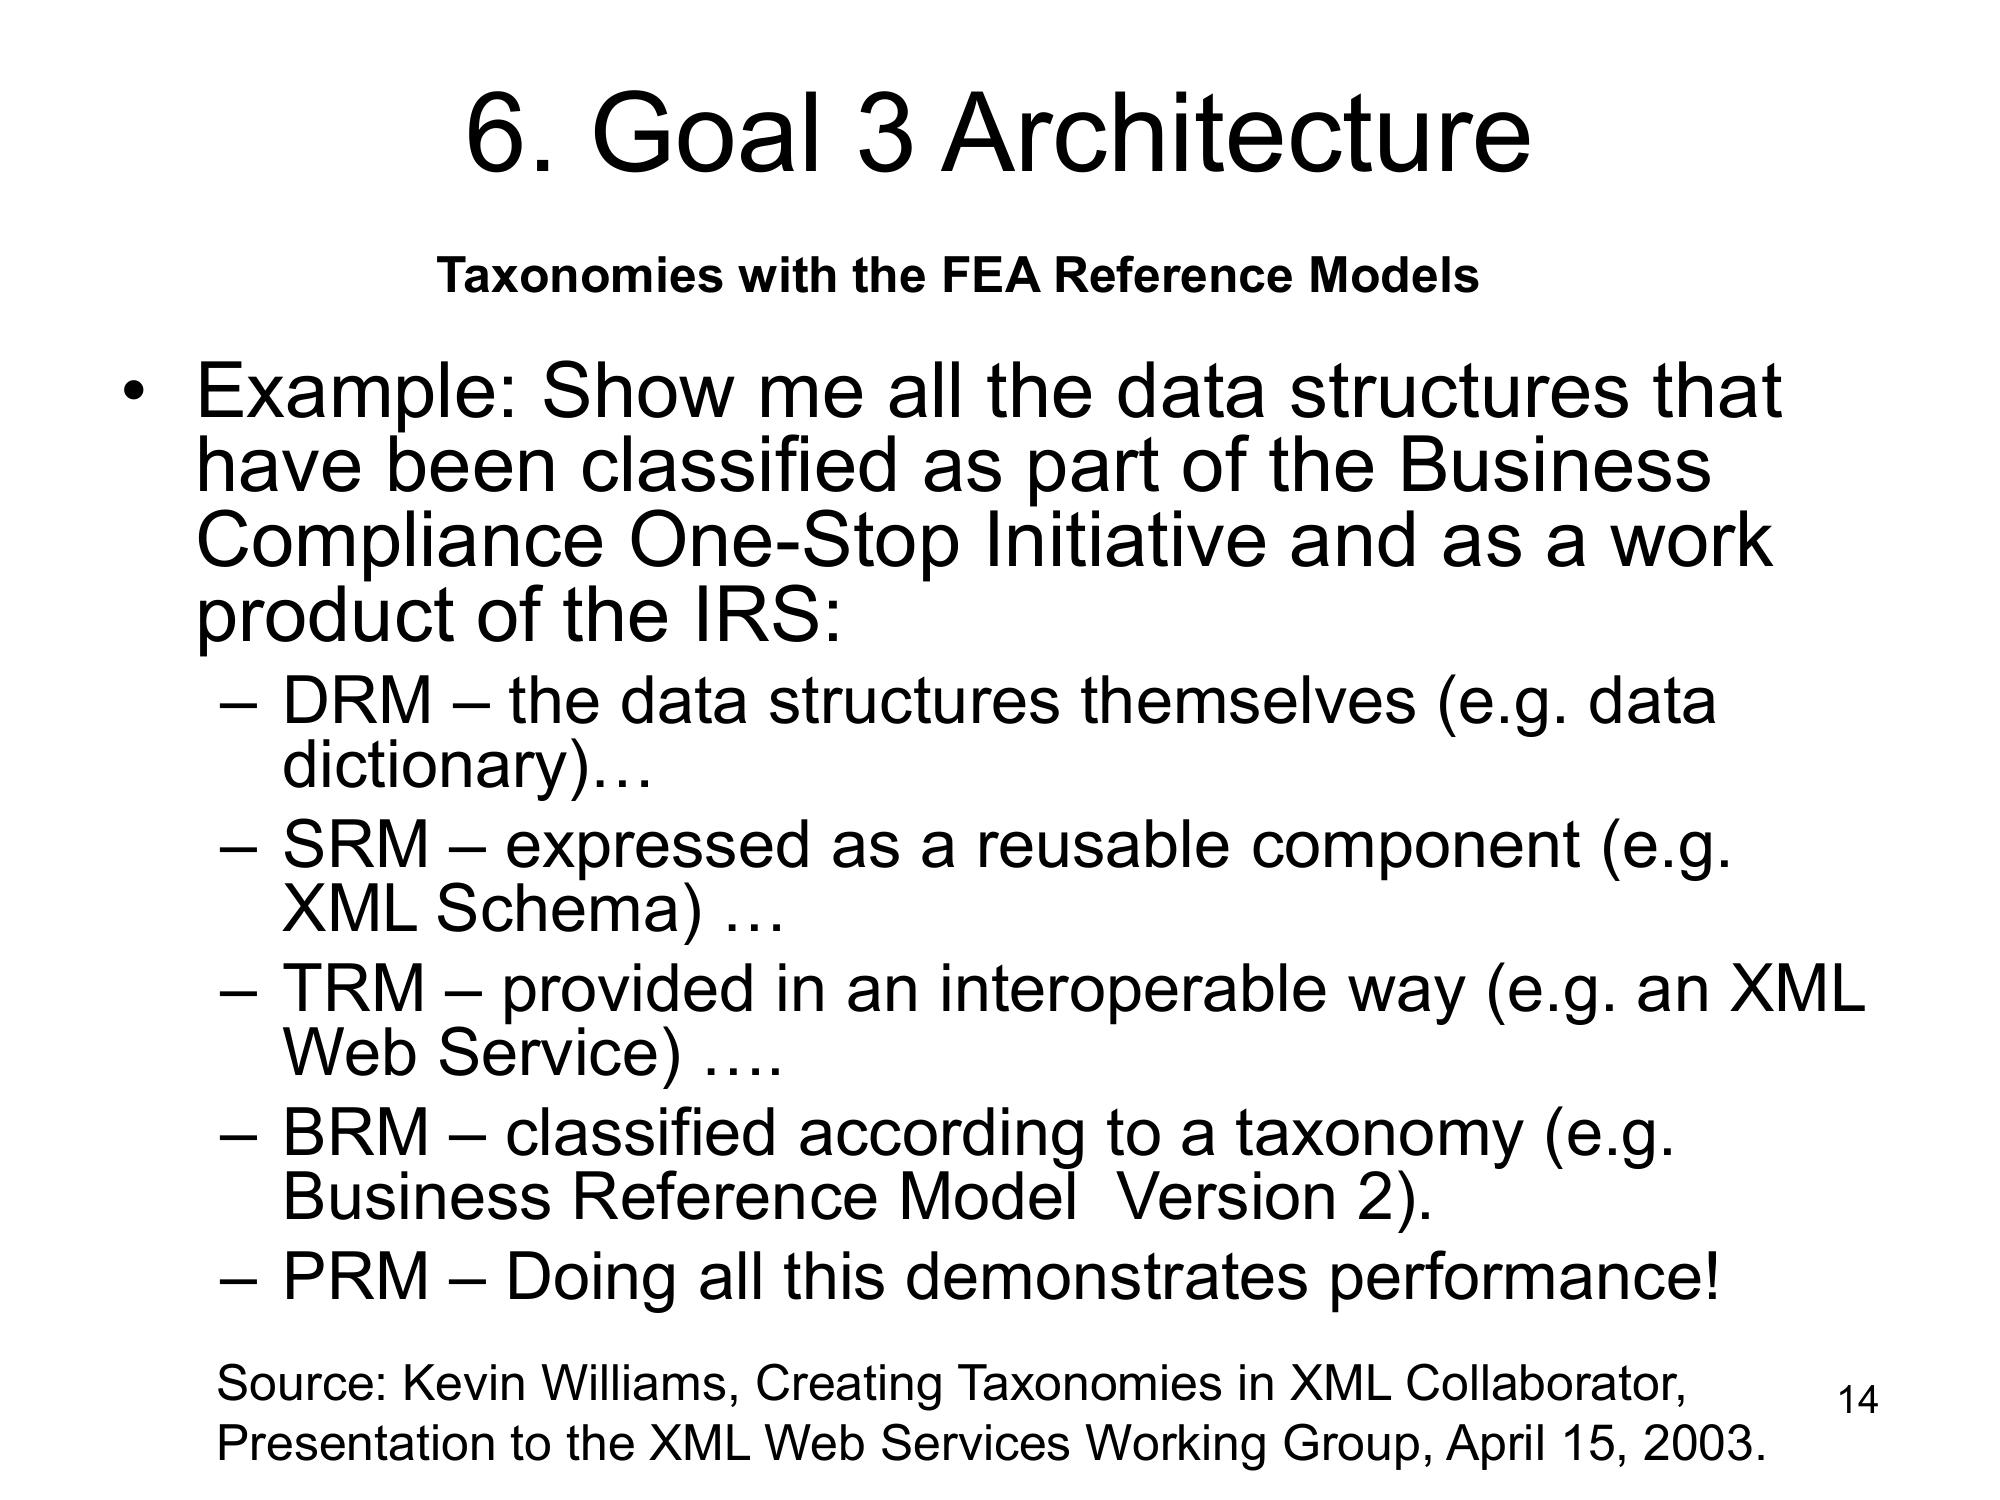 6. Goal 3 Architecture
Taxonomies with the FEA Reference Models
• Example: Show me all the data structures that
have been classified as part of the Business
Compliance One-Stop Initiative and as a work
product of the IRS:
– DRM – the data structures themselves (e.g. data
dictionary)…
– SRM – expressed as a reusable component (e.g.
XML Schema) …
– TRM – provided in an interoperable way (e.g. an XML
Web Service) ….
– BRM – classified according to a taxonomy (e.g.
Business Reference Model  Version 2).
– PRM – Doing all this demonstrates performance!
Source: Kevin Williams, Creating Taxonomies in XML Collaborator,
Presentation to the XML Web Services Working Group, April 15, 2003.
14